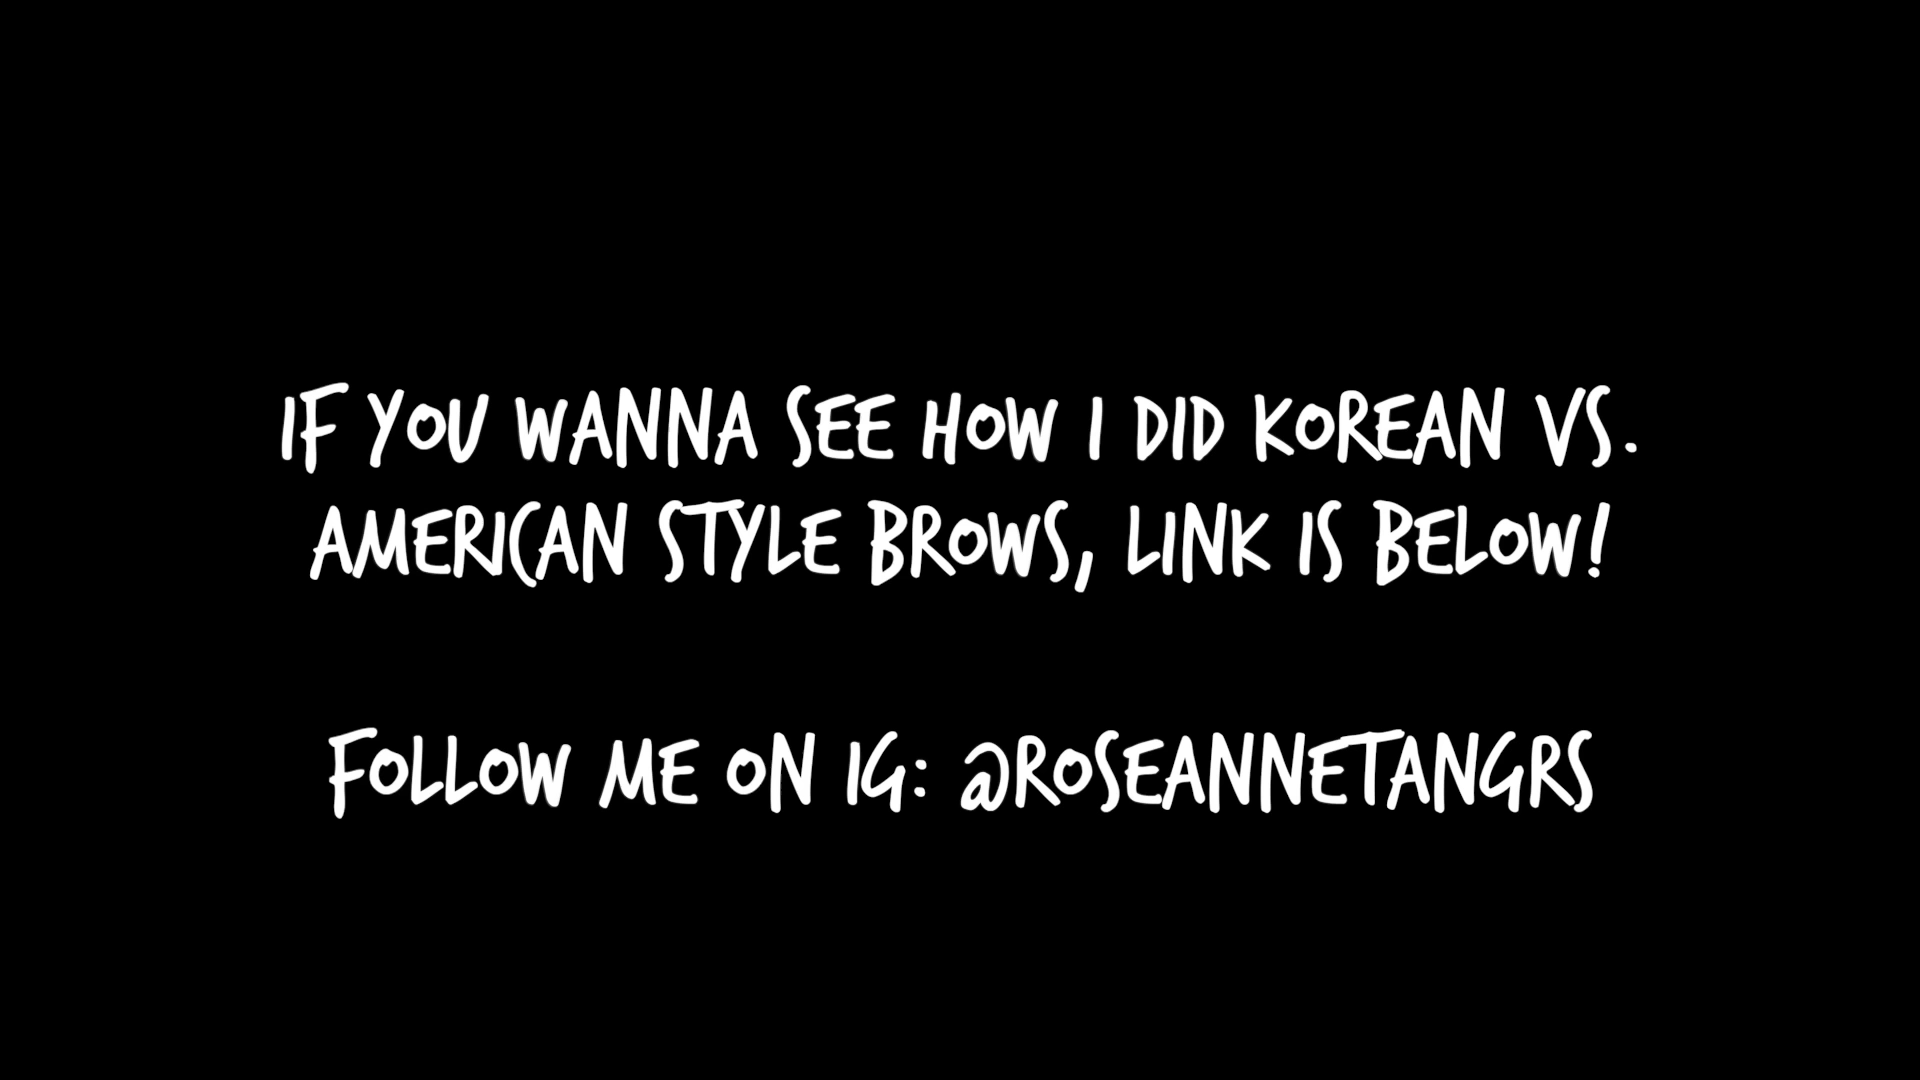 IF YOU WANNA SEE HOW I DID KOREAN VS.
AMERICAN STYLE BROWS, LINK IS BELOW!
FOLLOW ME ON IG: @ROSEANNETANGRS